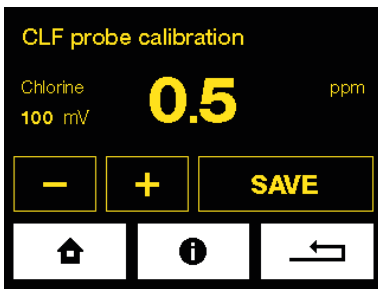 CLF probe calibration
Chlorine
100 mV
0.5
ppm
− + SAVE
i